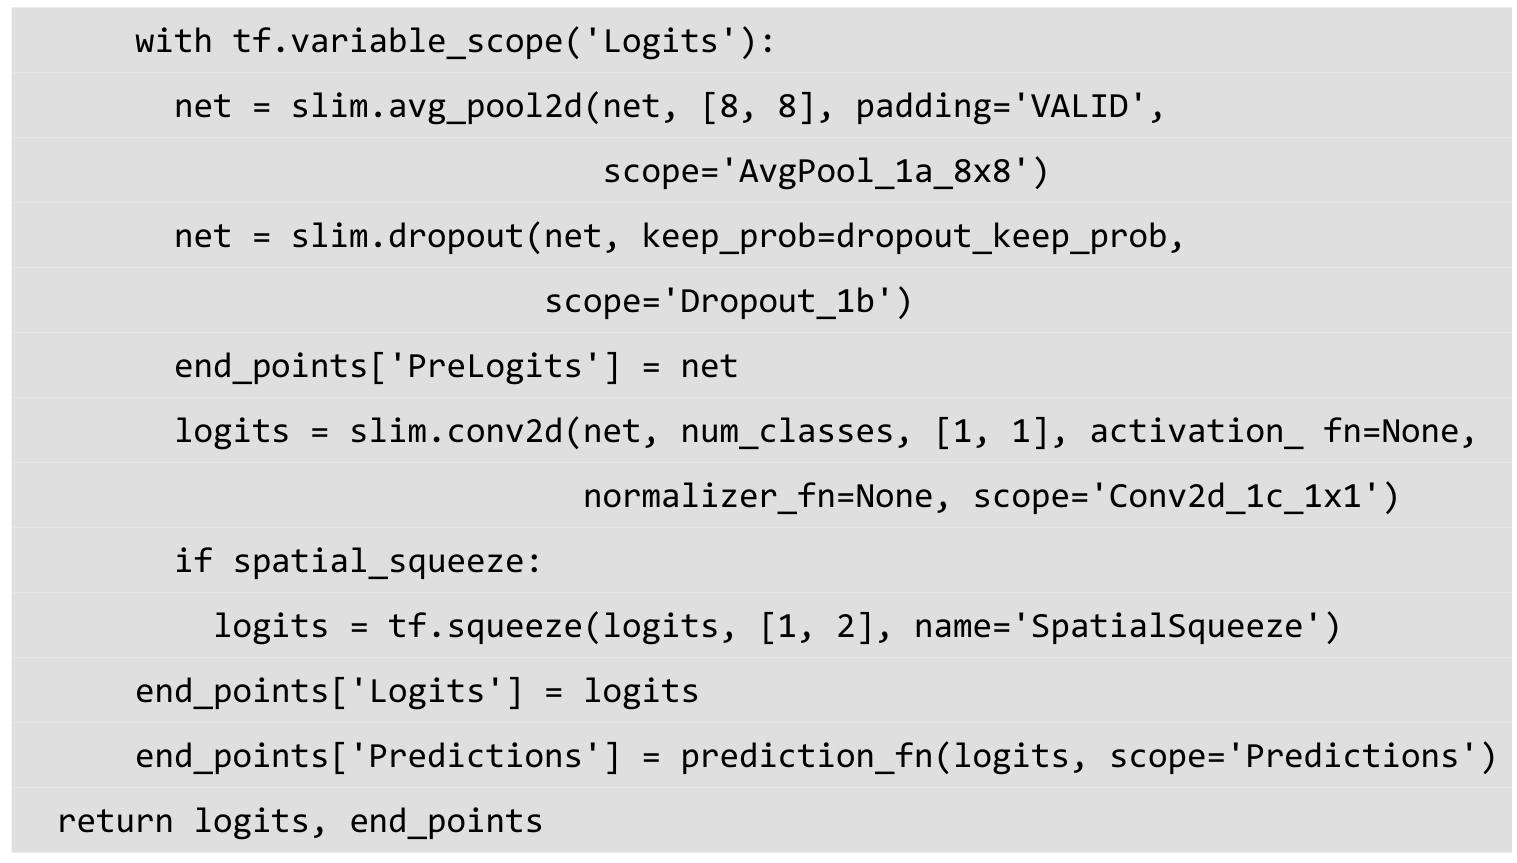 with tf.variable_scope('Logits'):
net = slim.avg_pool2d(net, [8, 8], padding='VALID',
scope='AvgPool_1a_8x8')
net = slim.dropout(net, keep_prob=dropout_keep_prob,
scope='Dropout_1b')
end_points['PreLogits'] = net
logits = slim.conv2d(net, num_classes, [1, 1], activation_ fn=None,
normalizer_fn=None, scope='Conv2d_1c_1x1')
if spatial_squeeze:
logits = tf.squeeze(logits, [1, 2], name='SpatialSqueeze')
end_points['Logits'] = logits
end_points['Predictions'] = prediction_fn(logits, scope='Predictions')
return logits, end_points